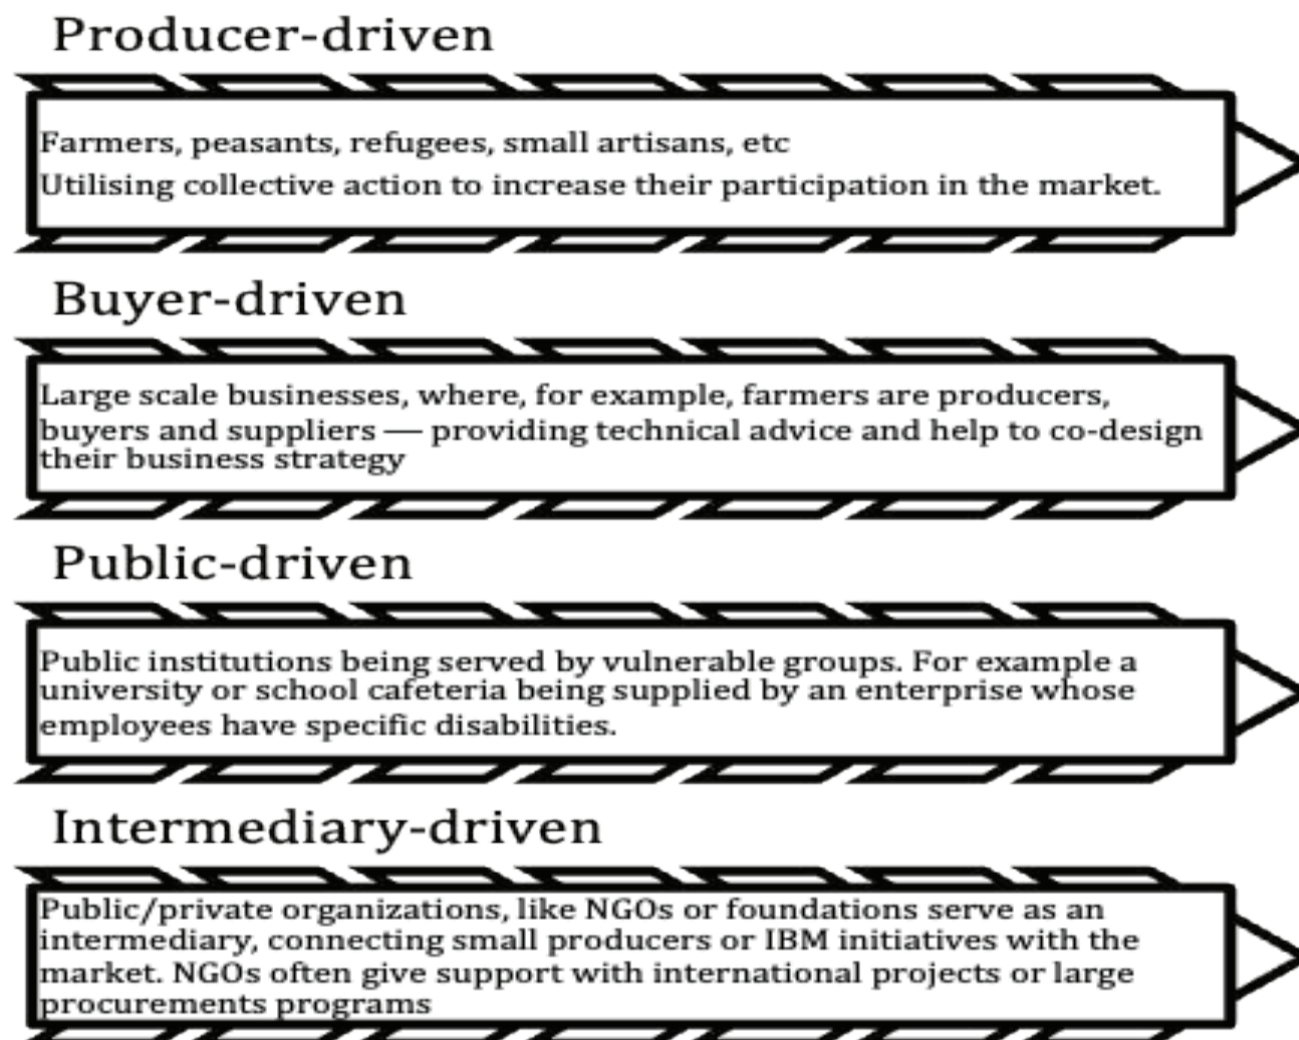 Producer-driven
Farmers, peasants, refugees, small artisans, etc
Utilising collective action to increase their participation in the market.
Buyer-driven
Large scale businesses, where, for example, farmers are producers,
buyers and suppliers — providing technical advice and help to co-design
their business strategy
Public-driven
Public institutions being served by vulnerable groups. For example a
university or school cafeteria being supplied by an enterprise whose
employees have specific disabilities.
Intermediary-driven
Public/private organizations, like NGOs or foundations serve as an
intermediary, connecting small producers or IBM initiatives with the
market. NGOs often give support with international projects or large
procurements programs